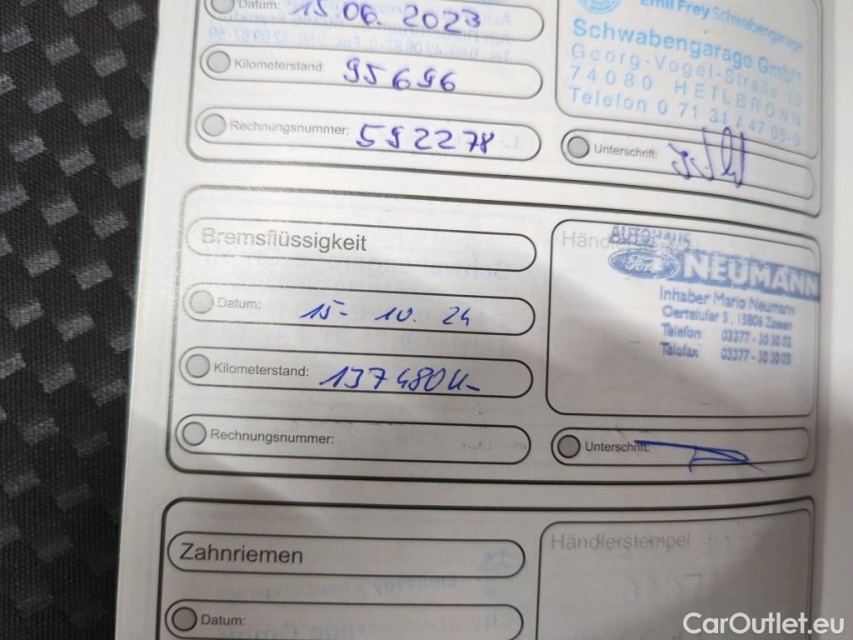 Datum: 15.06.2023
Kilometerstand: 95696
Rechnungsnummer: 592278
Emil Frey Schwabengarage
Schwabengarage GmbH
Georg-Vogel-Straße
74080 HEILBRONN
Telefon 0 71 31 / 47 05-0
Unterschrift:
Bremsflüssigkeit
Datum: 15- 10. 24
Kilometerstand: 137480
Rechnungsnummer:
AUTOHAUS
Ford NEUMANN
Inhaber Mario Neumann
Oertelufer 5 , 15806 Zossen
Telefon 03377 - 30 30 02
Telefax 03377 - 30 30 03
Unterschrift:
Zahnriemen
Datum:
Händlerstempel
CarOutlet.eu